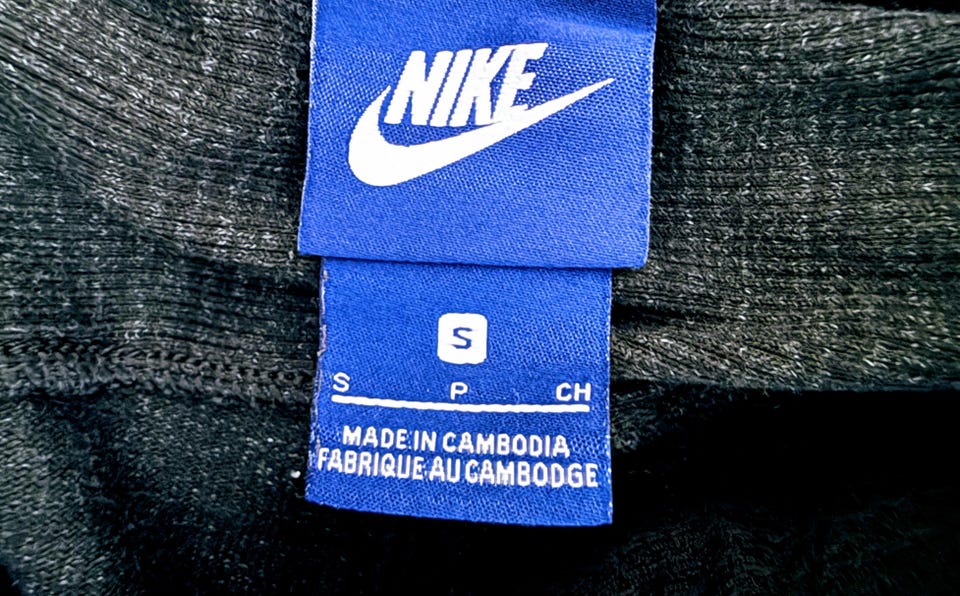 NIKE
S
S P CH
MADE IN CAMBODIA
FABRIQUE AU CAMBODGE